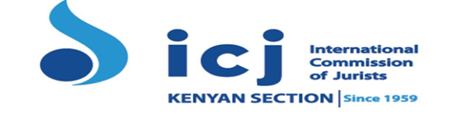 icj
International
Commission
of Jurists
KENYAN SECTION | Since 1959